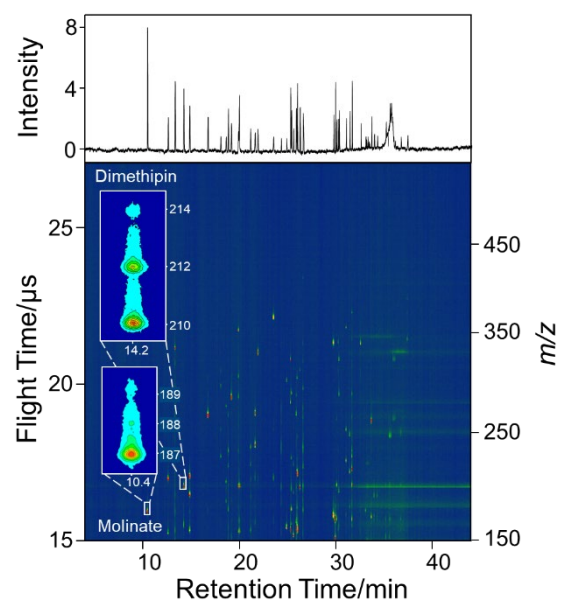 Intensity
8
4
0
Flight Time/μs
25
20
15
m/z
450
350
250
150
Dimethipin
214
212
210
14.2
189
188
187
10.4
Molinate
10 20 30 40
Retention Time/min